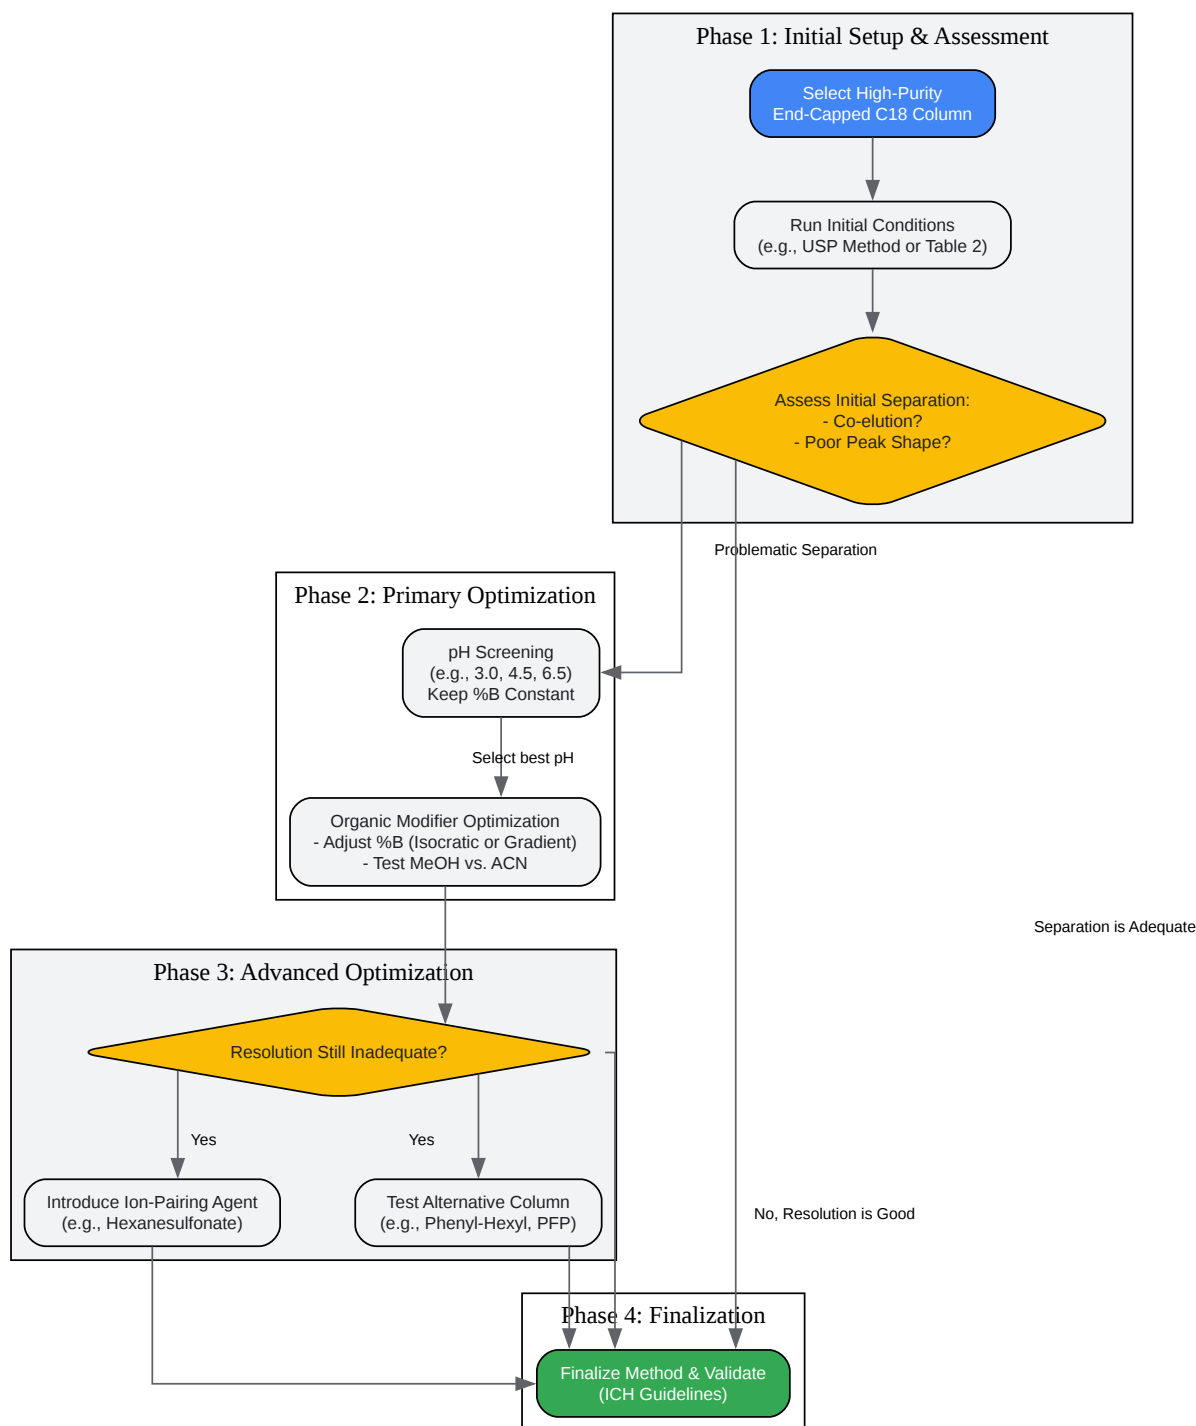 Phase 1: Initial Setup & Assessment
Select High-Purity
End-Capped C18 Column
Run Initial Conditions
(e.g., USP Method or Table 2)
Assess Initial Separation:
- Co-elution?
- Poor Peak Shape?
Problematic Separation
Phase 2: Primary Optimization
pH Screening
(e.g., 3.0, 4.5, 6.5)
Keep %B Constant
Select best pH
Organic Modifier Optimization
- Adjust %B (Isocratic or Gradient)
- Test MeOH vs. ACN
Separation is Adequate
Phase 3: Advanced Optimization
Resolution Still Inadequate?
Yes
Yes
Introduce Ion-Pairing Agent
(e.g., Hexanesulfonate)
Test Alternative Column
(e.g., Phenyl-Hexyl, PFP)
No, Resolution is Good
Phase 4: Finalization
Finalize Method & Validate
(ICH Guidelines)